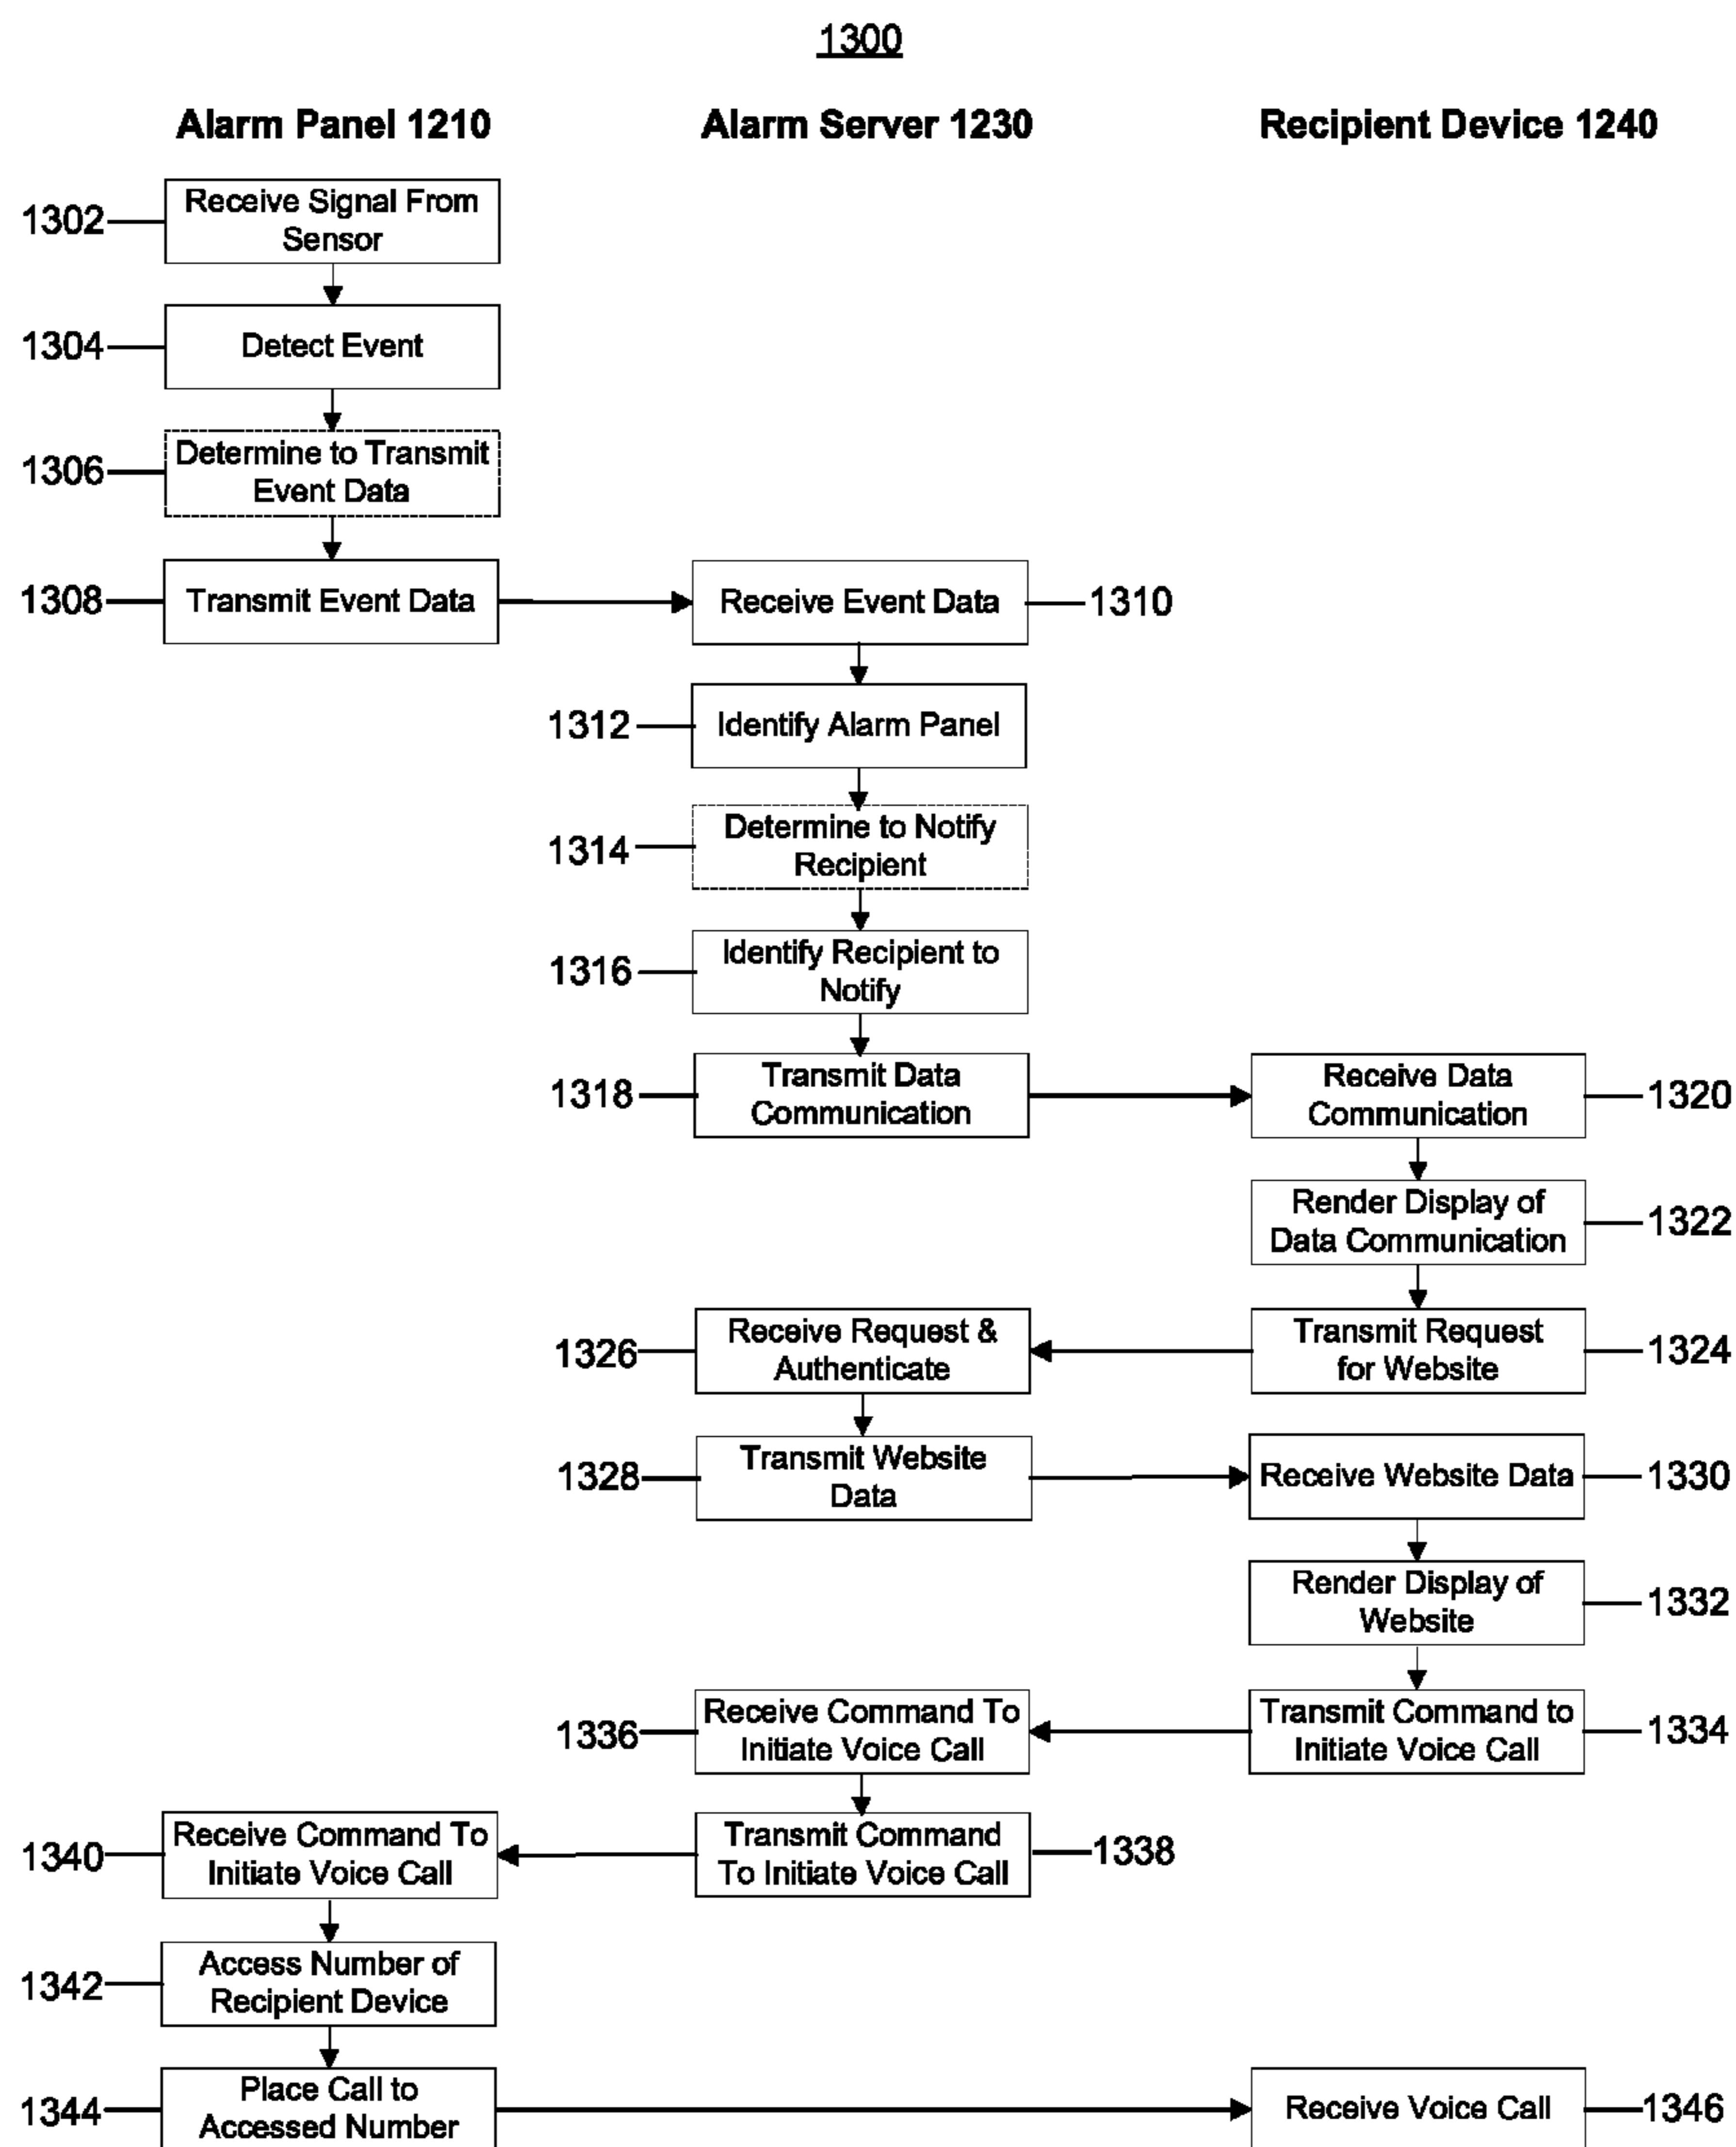 1300
Alarm Panel 1210
Alarm Server 1230
Recipient Device 1240
1302
Receive Signal From
Sensor
1304
Detect Event
1306
Determine to Transmit
Event Data
1308
Transmit Event Data
Receive Event Data
1310
1312
Identify Alarm Panel
1314
Determine to Notify
Recipient
1316
Identify Recipient to
Notify
1318
Transmit Data
Communication
Receive Data
Communication
1320
Render Display of
Data Communication
1322
1326
Receive Request &
Authenticate
Transmit Request
for Website
1324
1328
Transmit Website
Data
Receive Website Data
1330
Render Display of
Website
1332
1336
Receive Command To
Initiate Voice Call
Transmit Command to
Initiate Voice Call
1334
1340
Receive Command To
Initiate Voice Call
Transmit Command
To Initiate Voice Call
1338
1342
Access Number of
Recipient Device
1344
Place Call to
Accessed Number
Receive Voice Call
1346